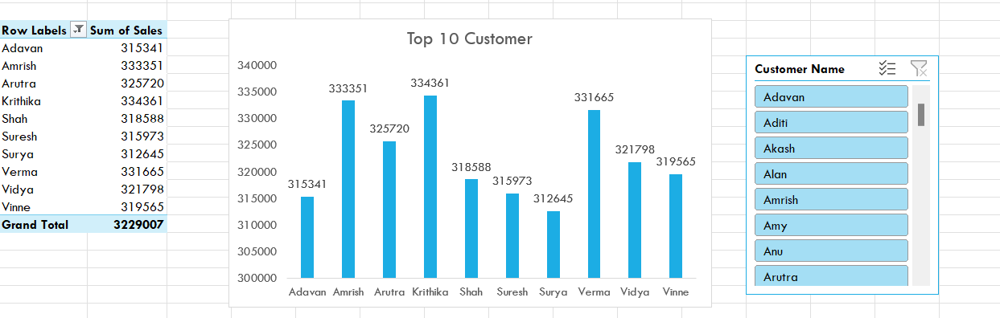 Row Labels Sum of Sales
Adavan 315341
Amrish 333351
Arutra 325720
Krithika 334361
Shah 318588
Suresh 315973
Surya 312645
Verma 331665
Vidya 321798
Vinne 319565
Grand Total 3229007
Top 10 Customer
340000
335000
330000
325000
320000
315000
310000
305000
300000
315341
333351
325720
334361
318588
315973
312645
331665
321798
319565
Adavan Amrish Arutra Krithika Shah Suresh Surya Verma Vidya Vinne
Customer Name
Adavan
Aditi
Akash
Alan
Amrish
Amy
Anu
Arutra